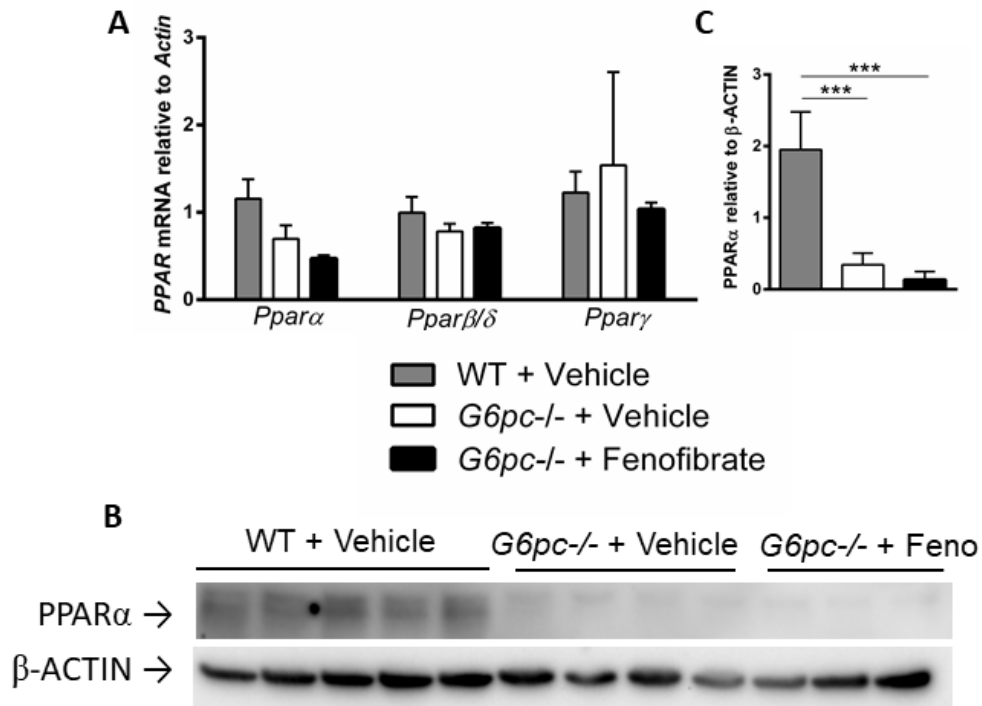 A
PPAR mRNA relative to Actin
3
2
1
0
Pparα
Pparβ/δ
Pparγ
C
PPARα relative to β-ACTIN
3
2
1
0
***
***
WT + Vehicle
G6pc-/- + Vehicle
G6pc-/- + Fenofibrate
B
WT + Vehicle
G6pc-/- + Vehicle
G6pc-/- + Feno
PPARα →
β-ACTIN →